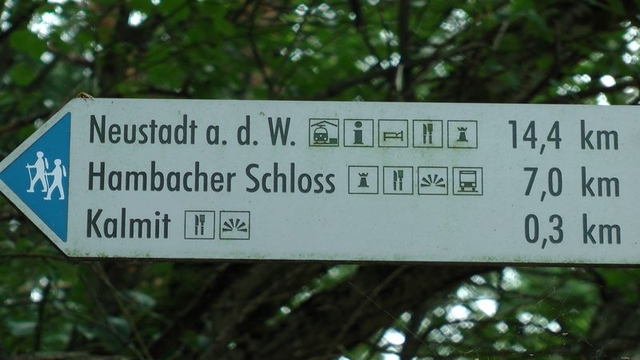 Neustadt a. d. W. 14,4 km
Hambacher Schloss 7,0 km
Kalmit 0,3 km